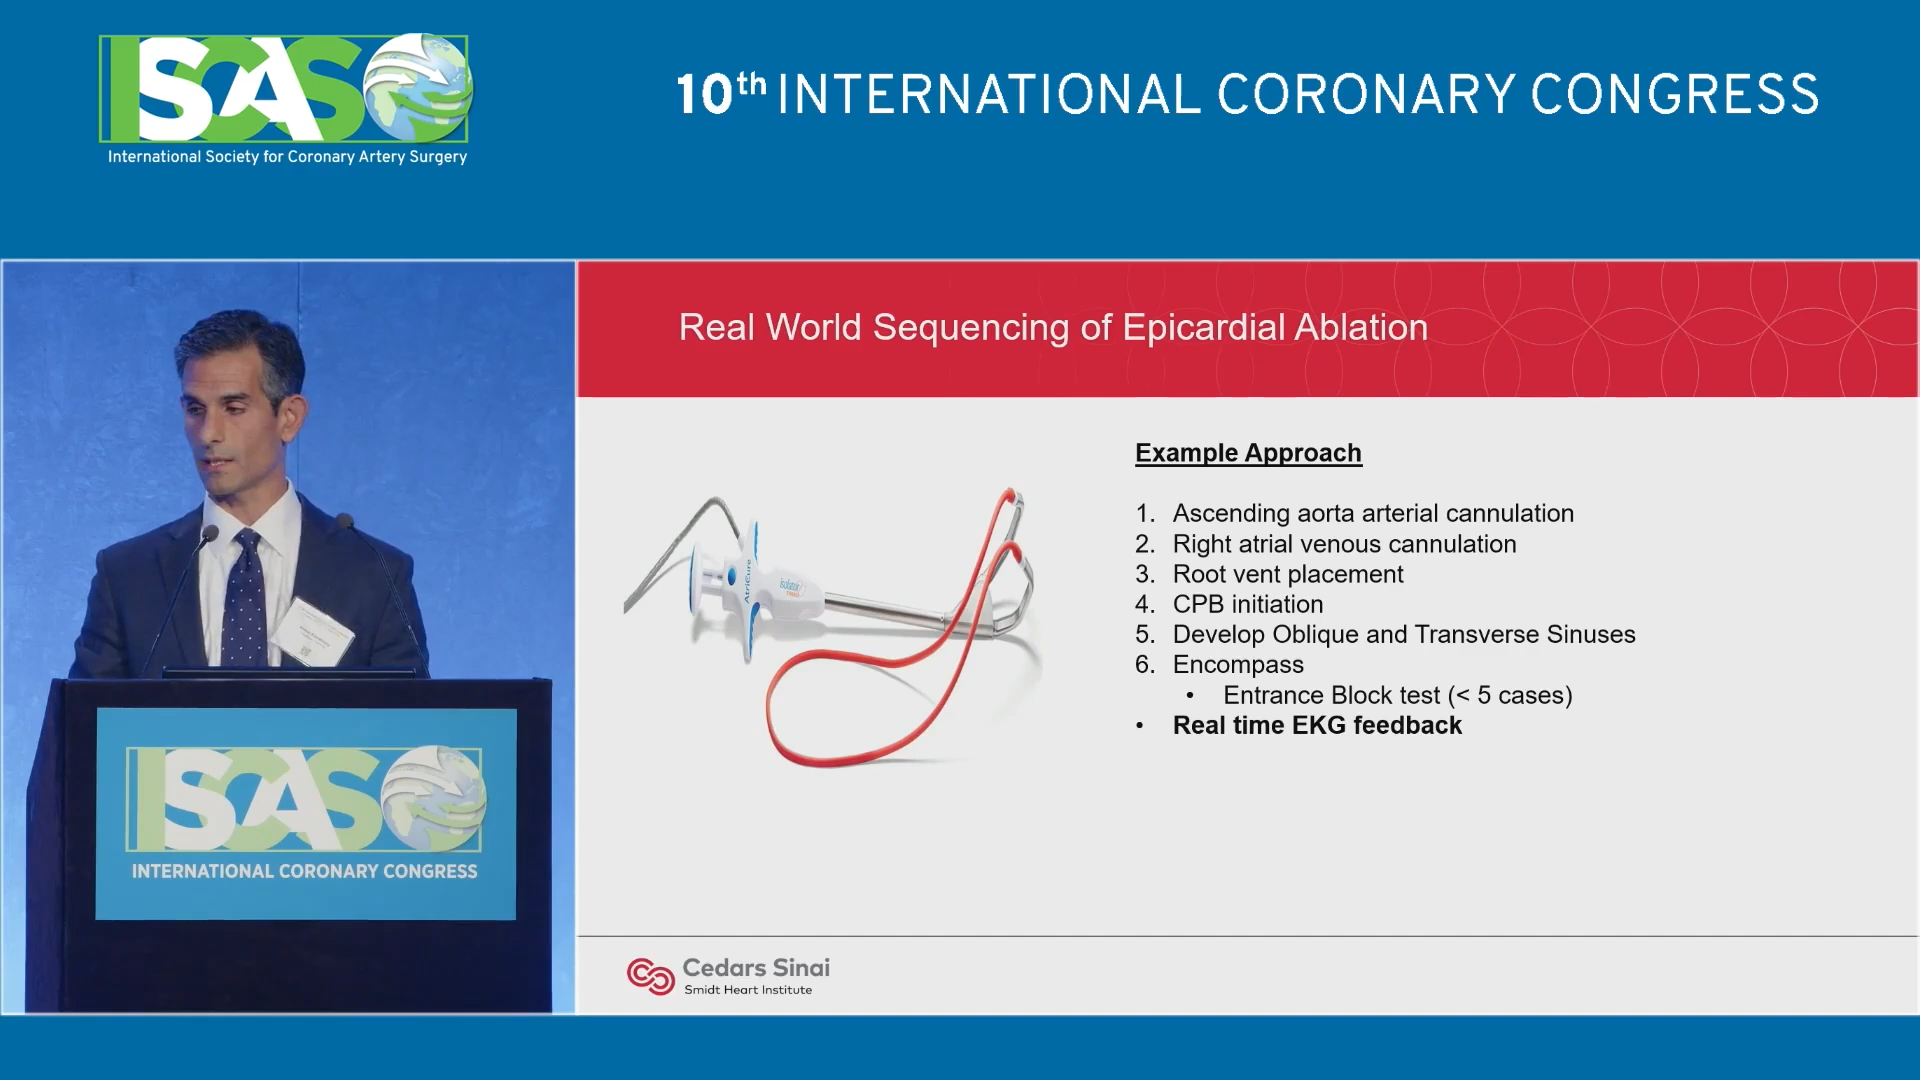 ISCAS
International Society for Coronary Artery Surgery
10th INTERNATIONAL CORONARY CONGRESS
Real World Sequencing of Epicardial Ablation
Example Approach
1. Ascending aorta arterial cannulation
2. Right atrial venous cannulation
3. Root vent placement
4. CPB initiation
5. Develop Oblique and Transverse Sinuses
6. Encompass
• Entrance Block test (< 5 cases)
• Real time EKG feedback
AtriCure
ISCAS
INTERNATIONAL CORONARY CONGRESS
Cedars Sinai
Smidt Heart Institute